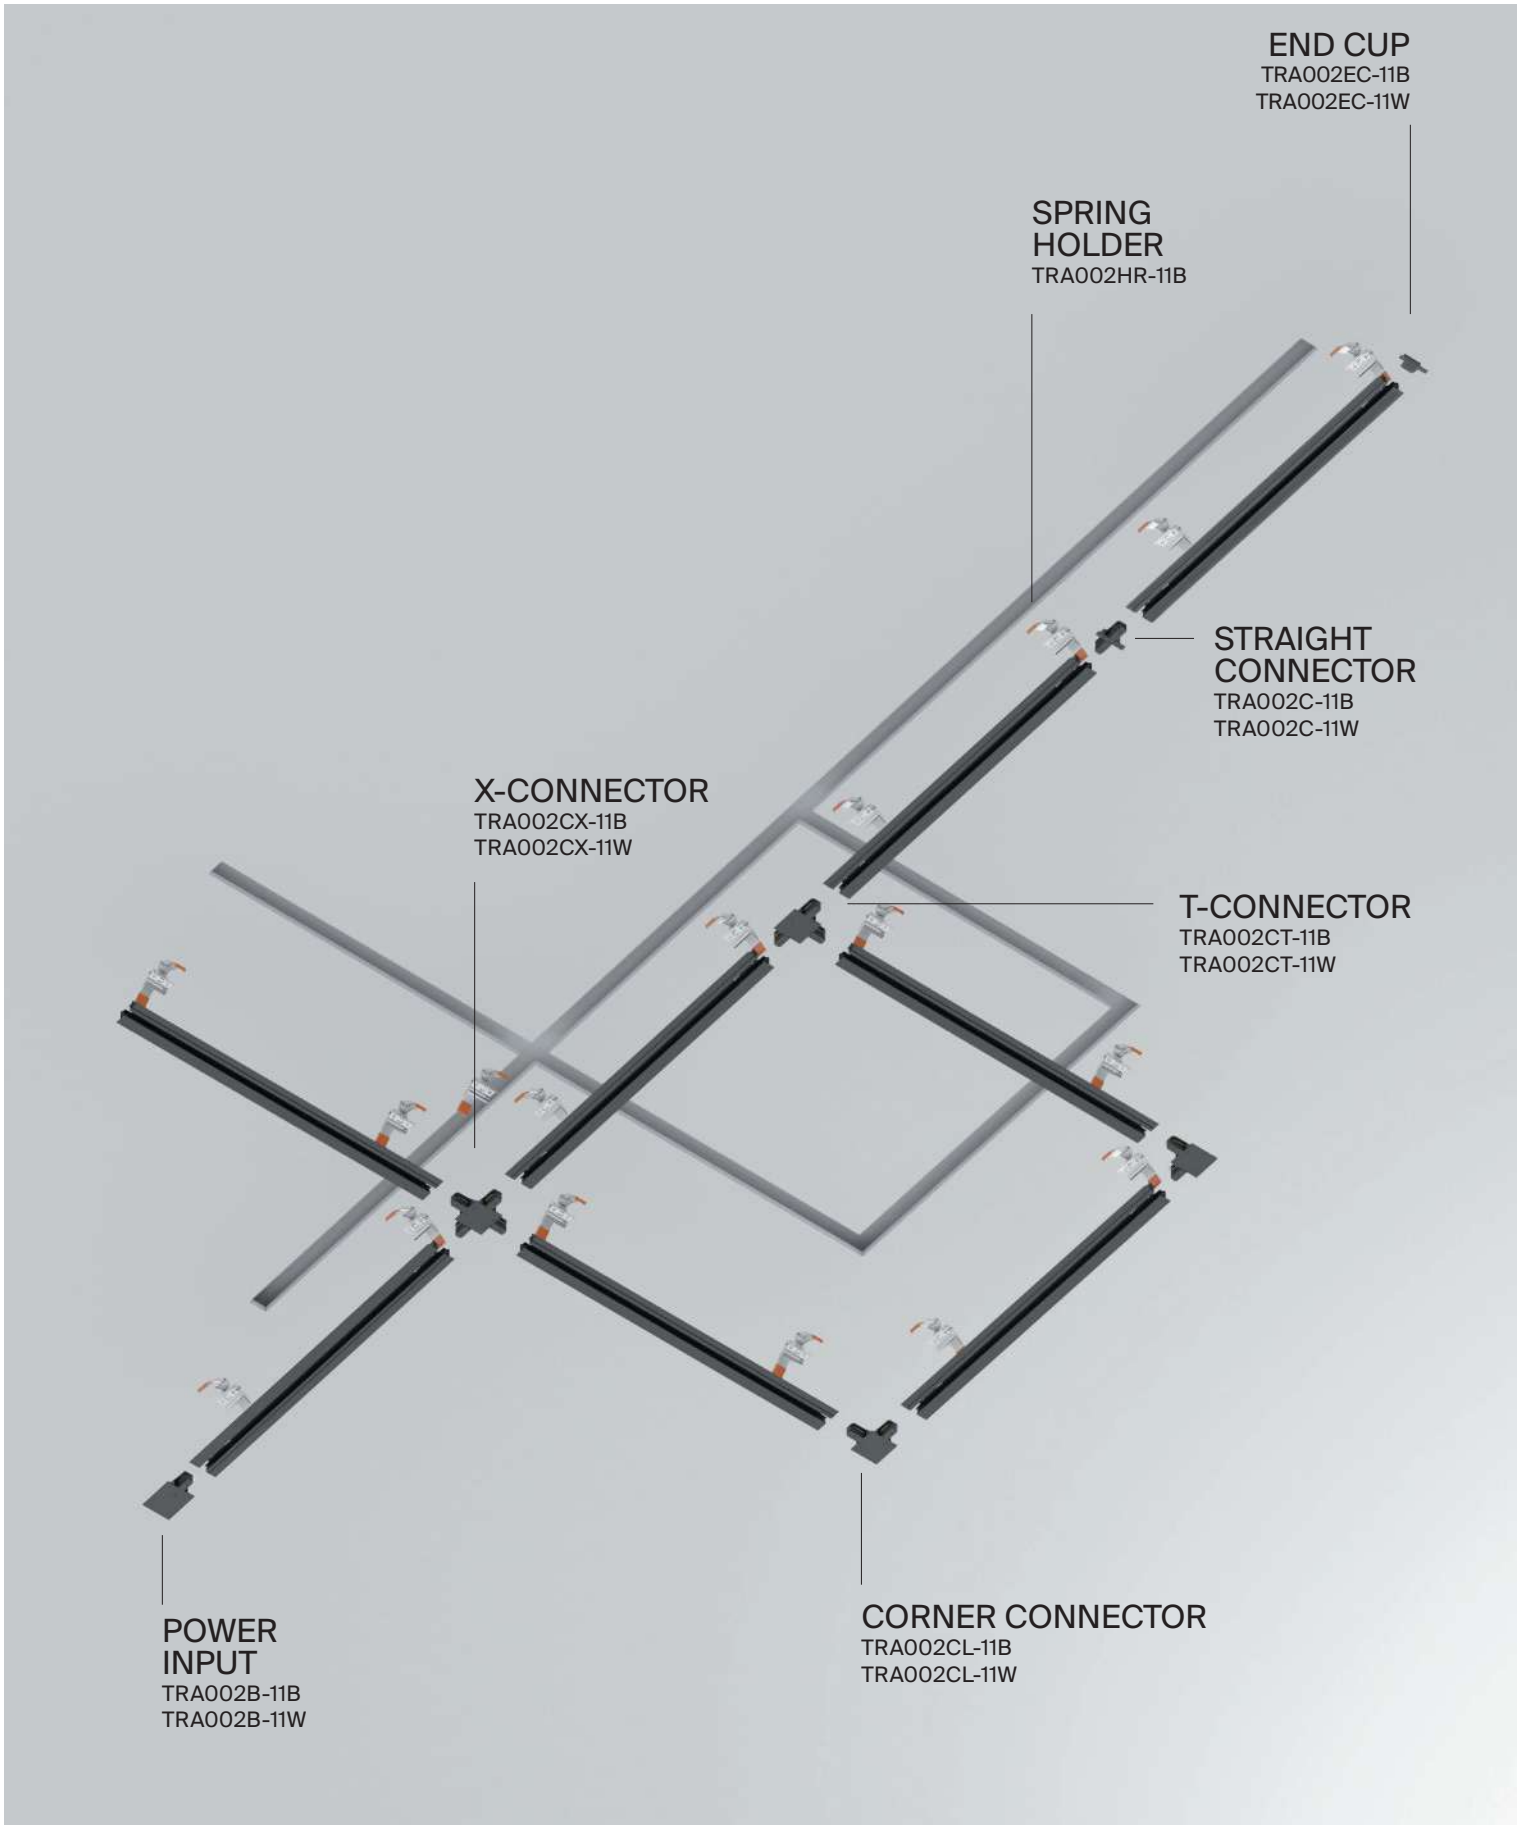 END CUP
TRA002EC-11B
TRA002EC-11W
SPRING
HOLDER
TRA002HR-11B
STRAIGHT
CONNECTOR
TRA002C-11B
TRA002C-11W
X-CONNECTOR
TRA002CX-11B
TRA002CX-11W
T-CONNECTOR
TRA002CT-11B
TRA002CT-11W
CORNER CONNECTOR
TRA002CL-11B
TRA002CL-11W
POWER
INPUT
TRA002B-11B
TRA002B-11W